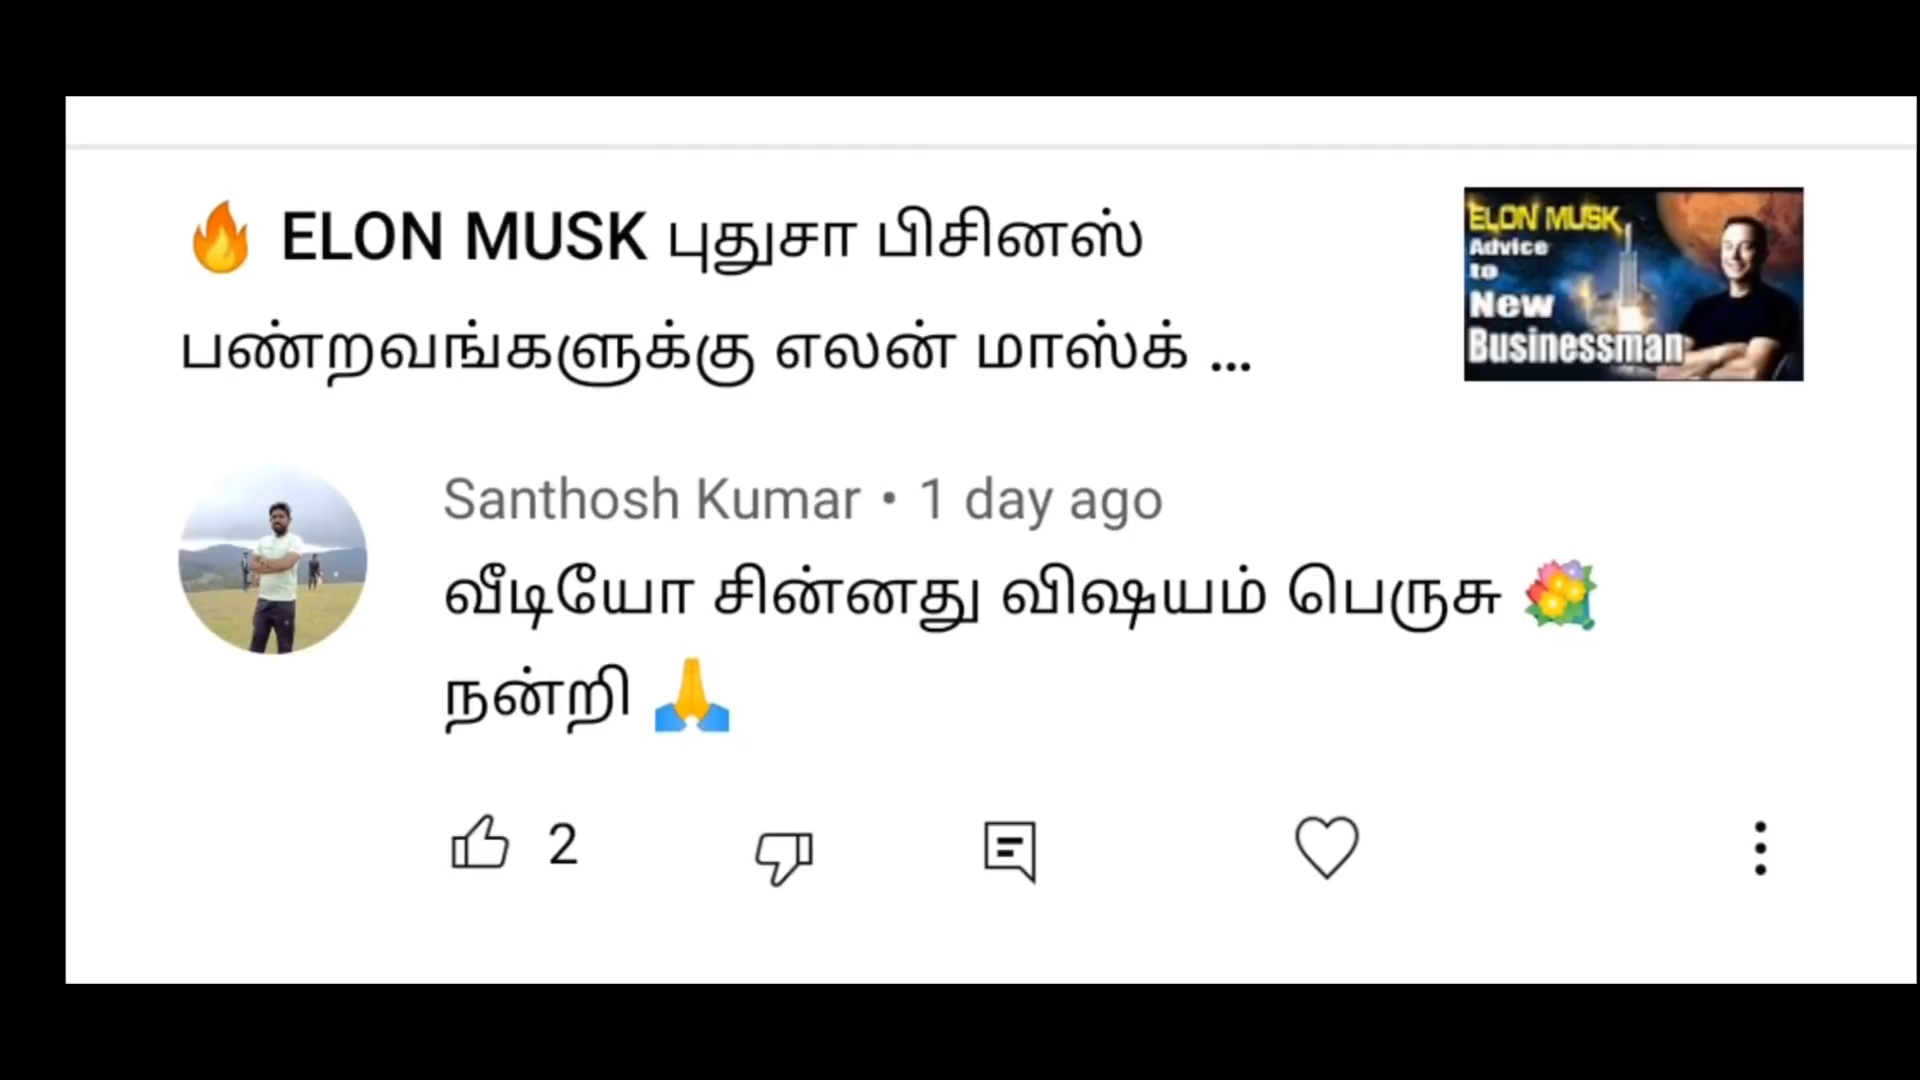 🔥 ELON MUSK புதுசா பிசினஸ்
பண்றவங்களுக்கு எலன் மாஸ்க் ...
ELON MUSK
Advice
to
New
Businessman
Santhosh Kumar • 1 day ago
வீடியோ சின்னது விஷயம் பெருசு 💐
நன்றி 🙏
2